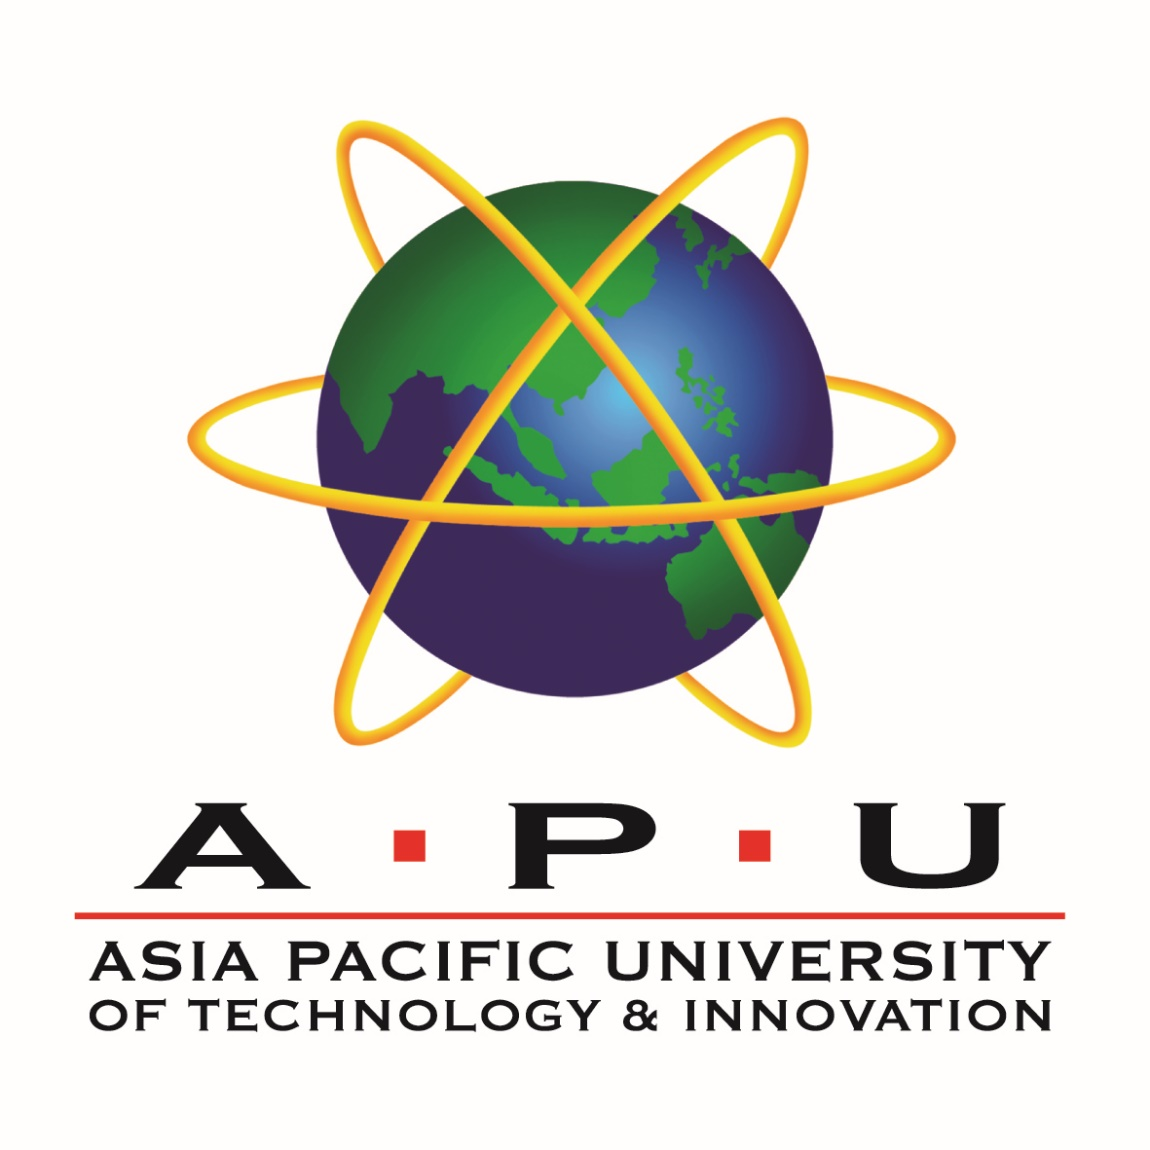 A▪P▪U
ASIA PACIFIC UNIVERSITY
OF TECHNOLOGY & INNOVATION